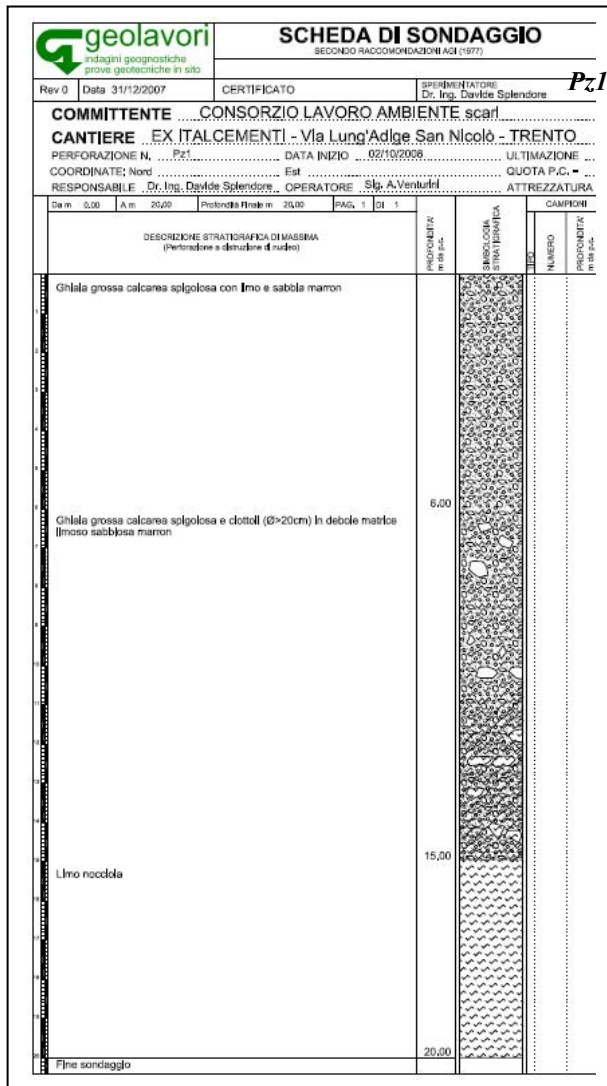 geolavori
indagini geognostiche
prove geotecniche in sito
SCHEDA DI SONDAGGIO
SECONDO RACCOMONDAZIONI AGI (1977)
Rev 0 Data 31/12/2007 CERTIFICATO SPERIMENTATORE Dr. Ing. Davide Splendore Pz1
COMMITTENTE CONSORZIO LAVORO AMBIENTE scarl
CANTIERE EX ITALCEMENTI - Via Lung'Adige San Nicolò - TRENTO
PERFORAZIONE N. Pz1 DATA INIZIO 02/10/2008 ULTIMAZIONE
COORDINATE: Nord Est QUOTA P.C. -
RESPONSABILE Dr. Ing. Davide Splendore OPERATORE Sig. A.Venturini ATTREZZATURA
Da m 0,00 A m 20,00 Profondità Finale m 20,00 PAG. 1 DI 1 CAMPIONI
DESCRIZIONE STRATIGRAFICA DI MASSIMA
(Perforazione a distruzione di nucleo)
PROFONDITA'
m da p.c.
SIMBOLOGIA
STRATIGRAFICA
TIPO
NUMERO
PROFONDITA'
m da p.c.
Ghiaia grossa calcarea spigolosa con limo e sabbia marron
6.00
Ghiaia grossa calcarea spigolosa e ciottoli (Ø>20cm) in debole matrice
limoso sabbiosa marron
15,00
Limo nocciola
20.00
Fine sondaggio